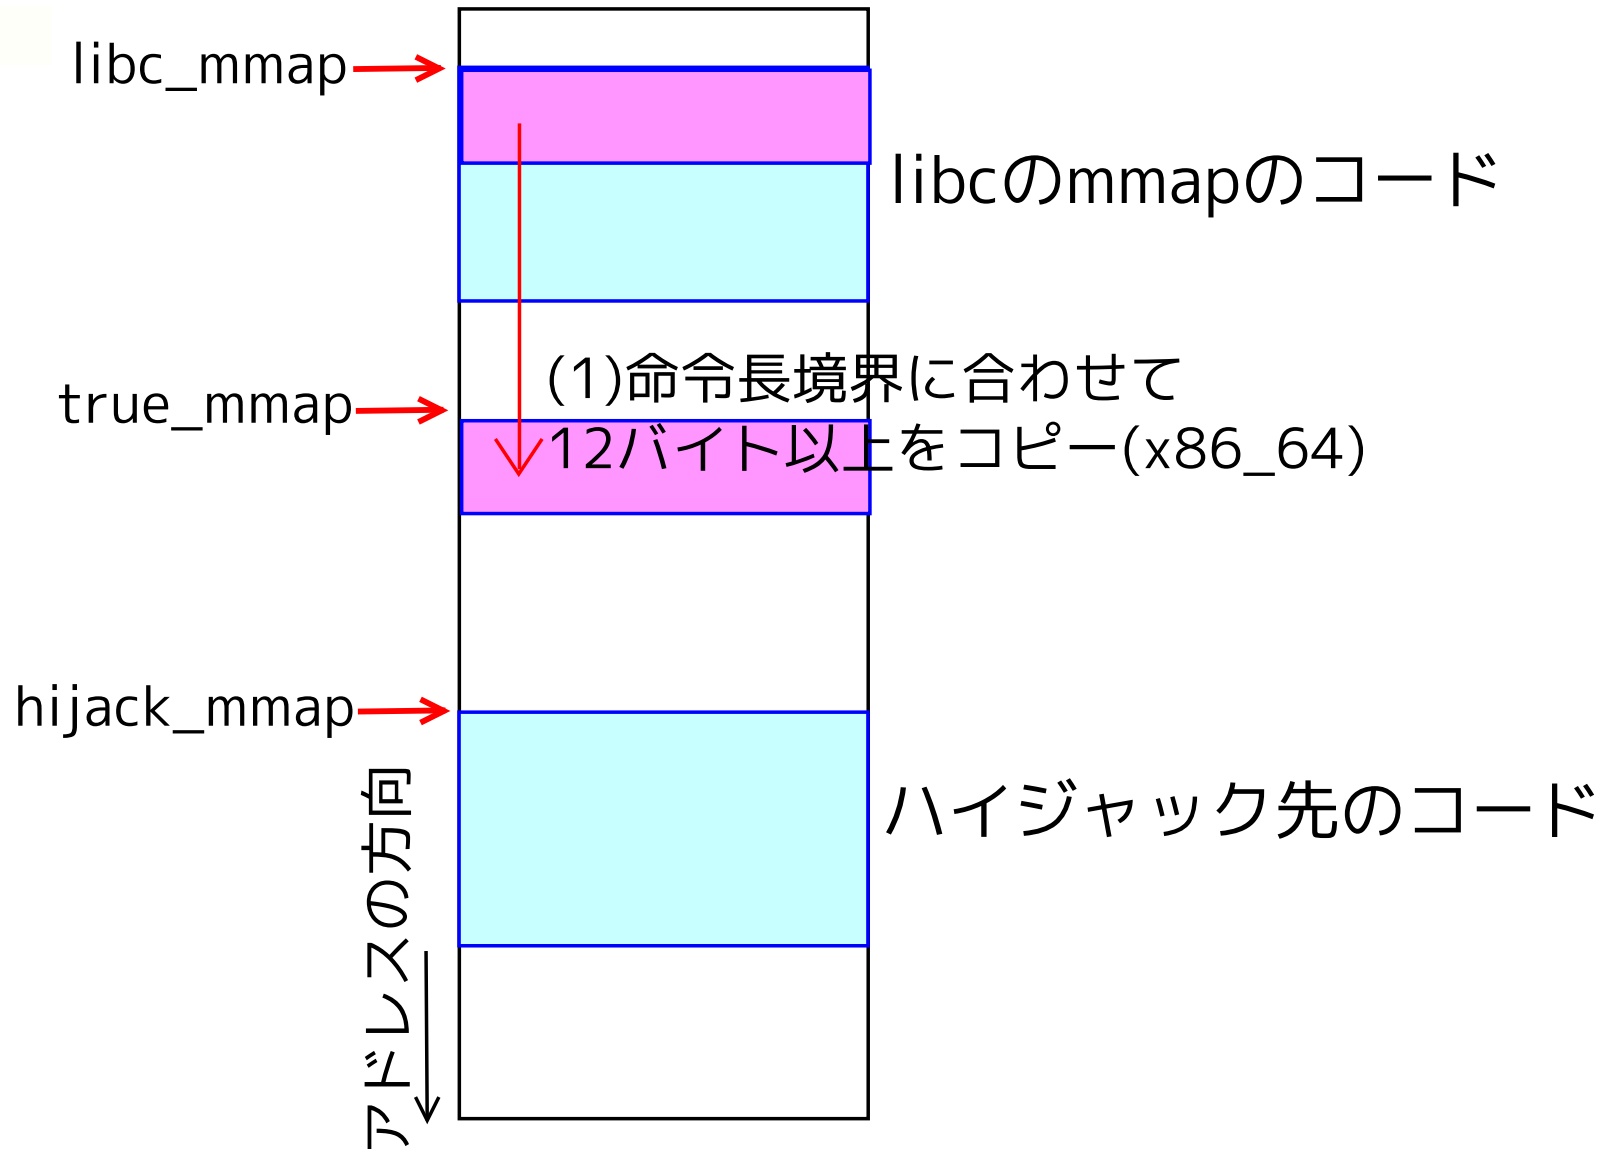 libc_mmap
libcのmmapのコード
(1)命令長境界に合わせて
true_mmap
12バイト以上をコピー(x86_64)
hijack_mmap
ハイジャック先のコード
アドレスの方向